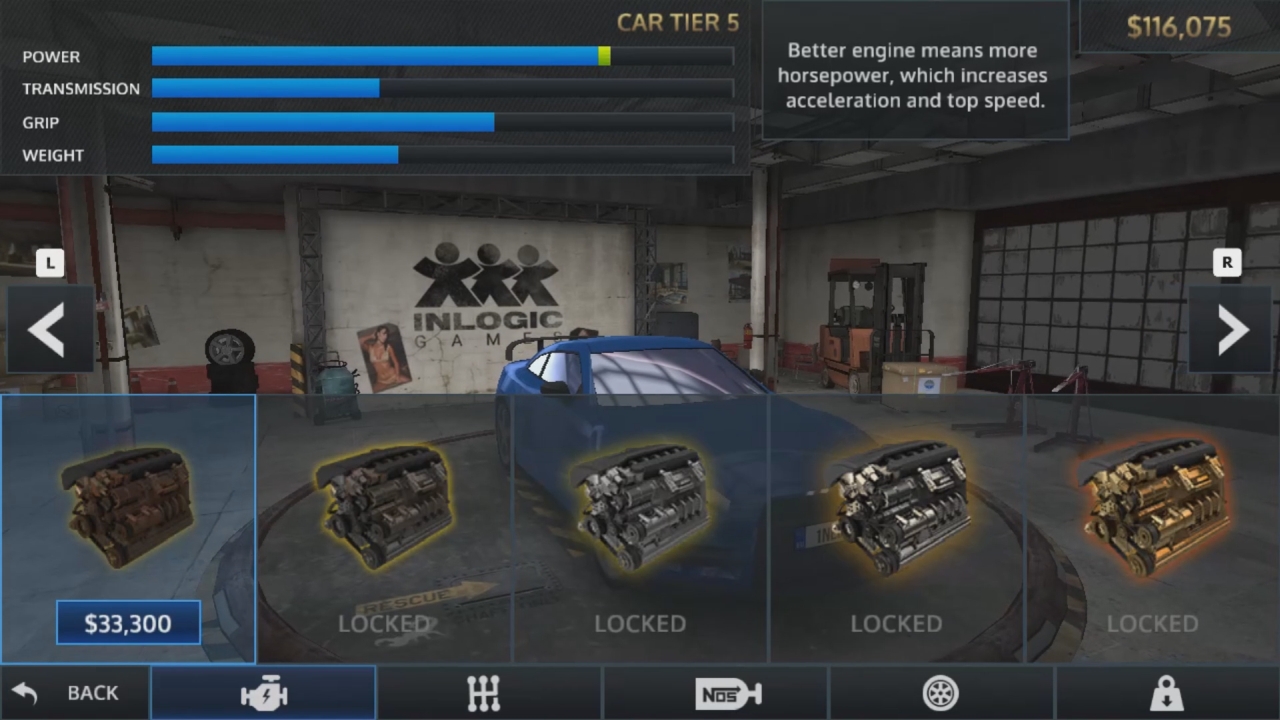 CAR TIER 5
$116,075
POWER
TRANSMISSION
GRIP
WEIGHT
Better engine means more
horsepower, which increases
acceleration and top speed.
L
R
INLOGIC
GAMES
$33,300
LOCKED
LOCKED
LOCKED
LOCKED
RESCUE
BACK
NOS